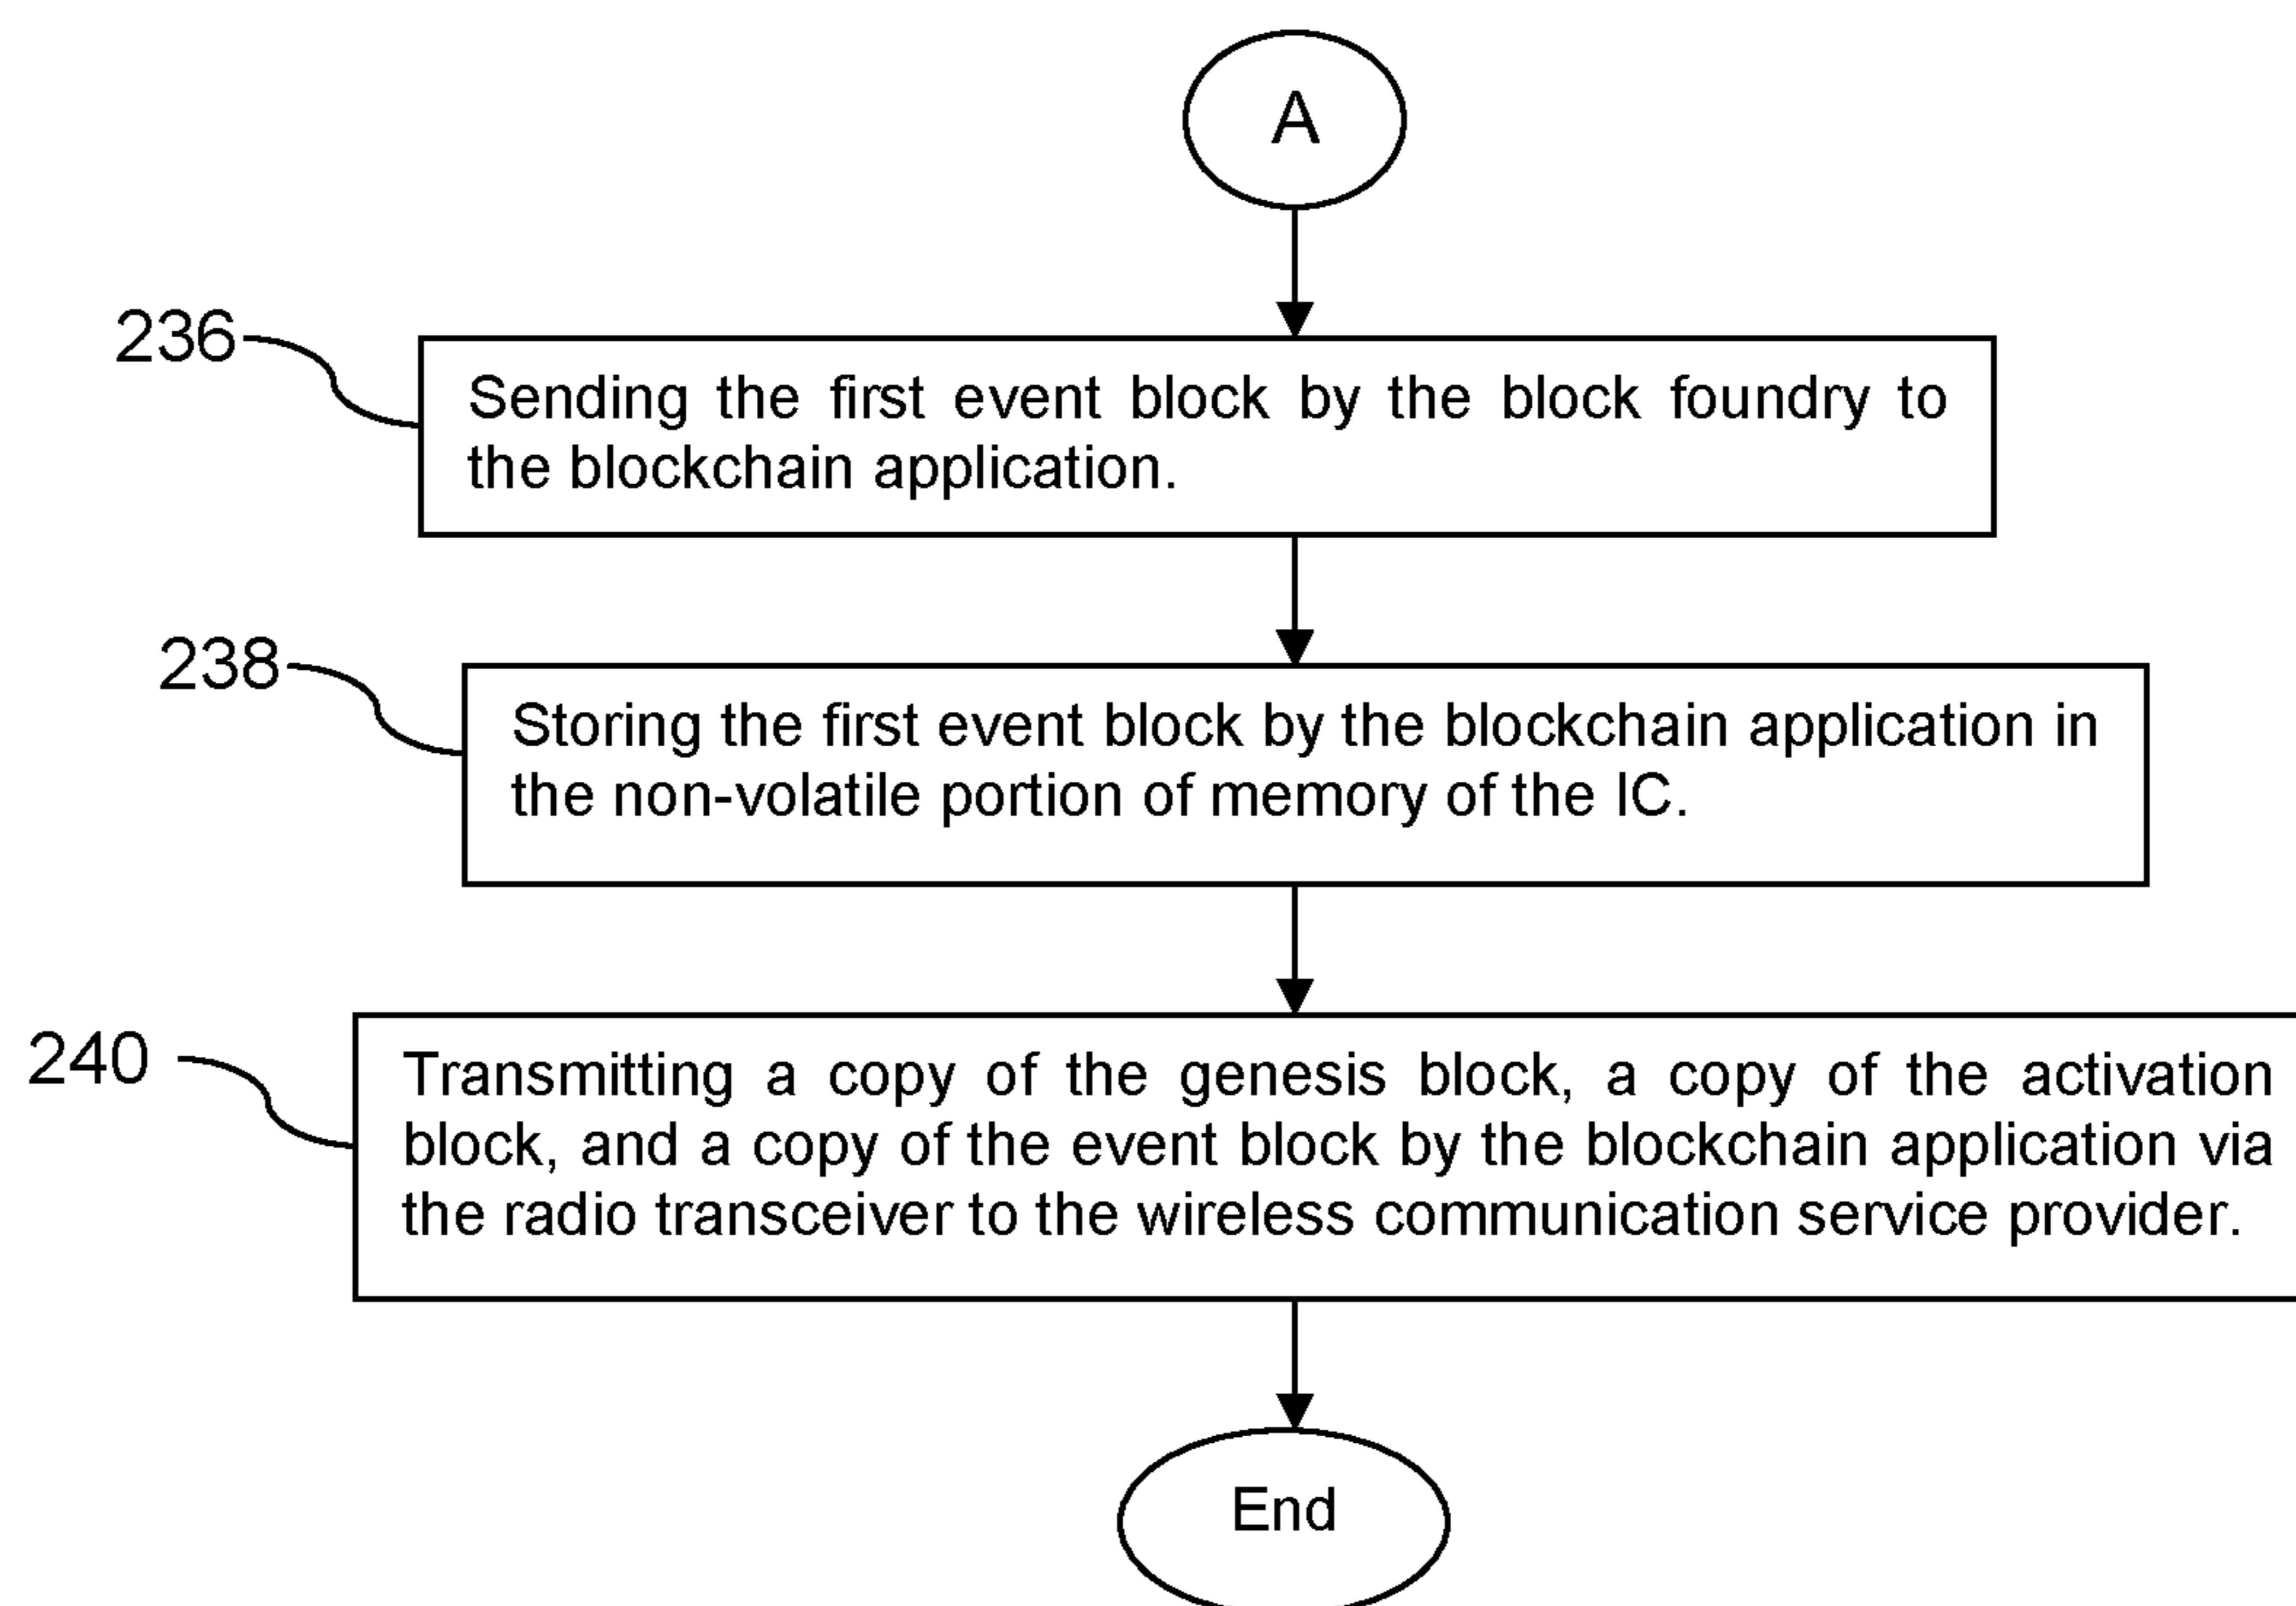 A
236
Sending the first event block by the block foundry to
the blockchain application.
238
Storing the first event block by the blockchain application in
the non-volatile portion of memory of the IC.
240
Transmitting a copy of the genesis block, a copy of the activation
block, and a copy of the event block by the blockchain application via
the radio transceiver to the wireless communication service provider.
End